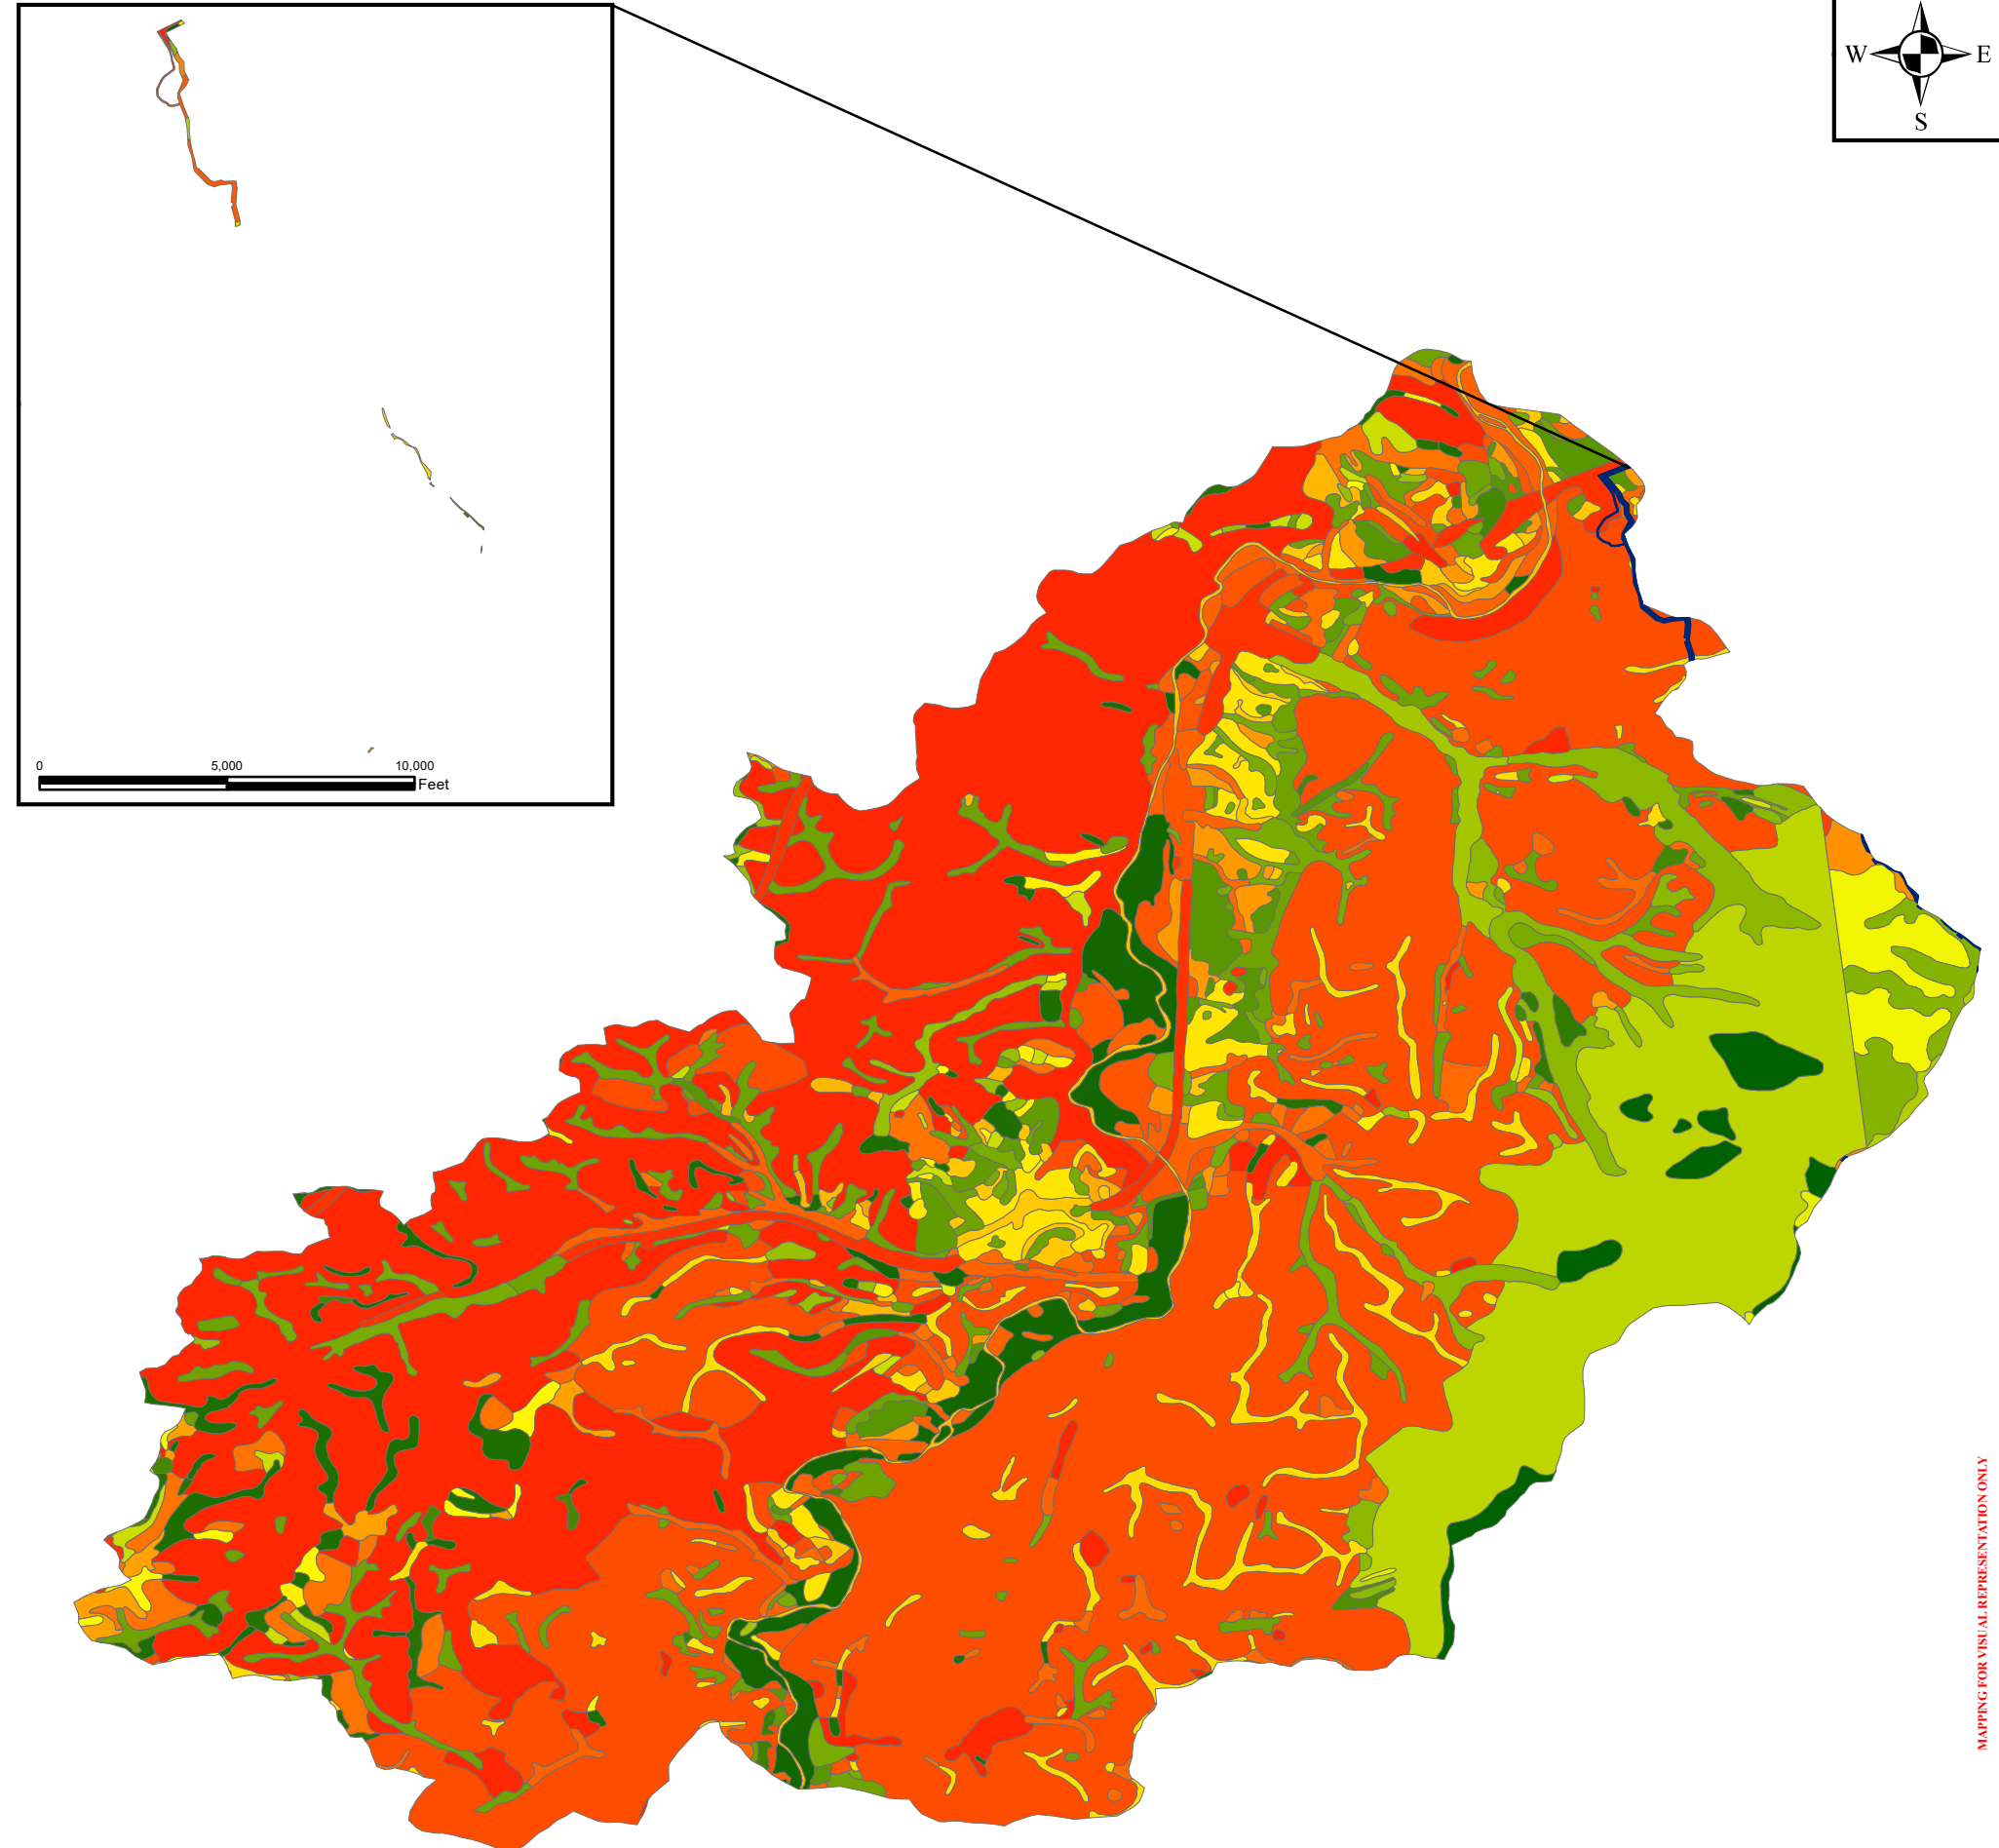 W E
S
0 5,000 10,000
Feet
MAPPING FOR VISUAL REPRESENTATION ONLY